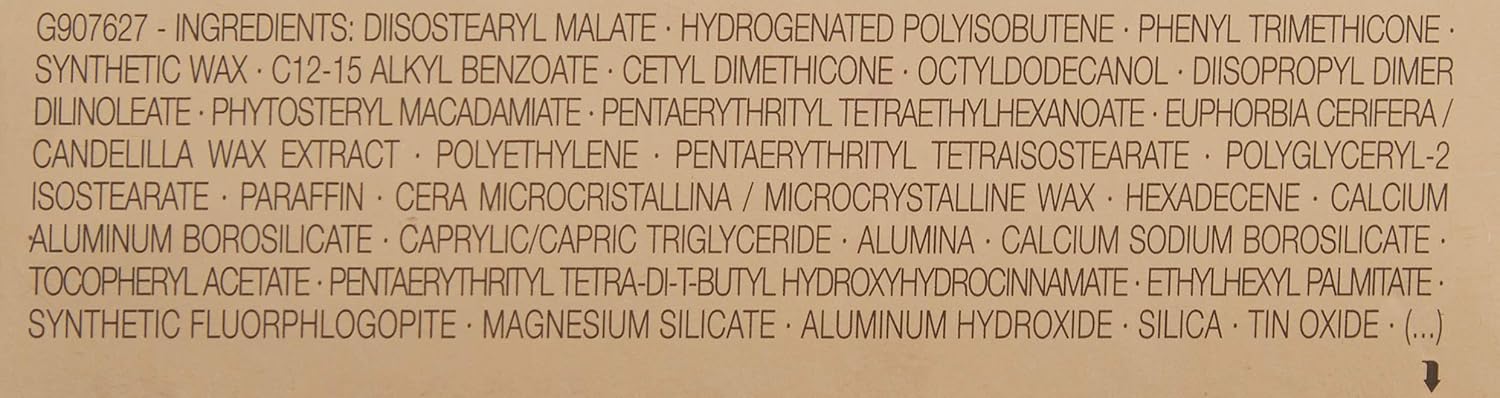 G907627 - INGREDIENTS: DIISOSTEARYL MALATE · HYDROGENATED POLYISOBUTENE · PHENYL TRIMETHICONE ·
SYNTHETIC WAX · C12-15 ALKYL BENZOATE · CETYL DIMETHICONE · OCTYLDODECANOL · DIISOPROPYL DIMER
DILINOLEATE · PHYTOSTERYL MACADAMIATE · PENTAERYTHRITYL TETRAETHYLHEXANOATE · EUPHORBIA CERIFERA /
CANDELILLA WAX EXTRACT · POLYETHYLENE · PENTAERYTHRITYL TETRAISOSTEARATE · POLYGLYCERYL-2
ISOSTEARATE · PARAFFIN · CERA MICROCRISTALLINA / MICROCRYSTALLINE WAX · HEXADECENE · CALCIUM
ALUMINUM BOROSILICATE · CAPRYLIC/CAPRIC TRIGLYCERIDE · ALUMINA · CALCIUM SODIUM BOROSILICATE ·
TOCOPHERYL ACETATE · PENTAERYTHRITYL TETRA-DI-T-BUTYL HYDROXYHYDROCINNAMATE · ETHYLHEXYL PALMITATE ·
SYNTHETIC FLUORPHLOGOPITE · MAGNESIUM SILICATE · ALUMINUM HYDROXIDE · SILICA · TIN OXIDE · (...)